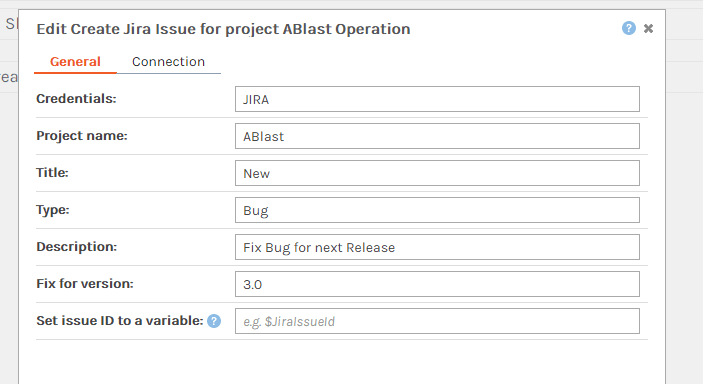 Edit Create Jira Issue for project ABlast Operation
General Connection
Credentials: JIRA
Project name: ABlast
Title: New
Type: Bug
Description: Fix Bug for next Release
Fix for version: 3.0
Set issue ID to a variable: ? e.g. $JiraIssueId